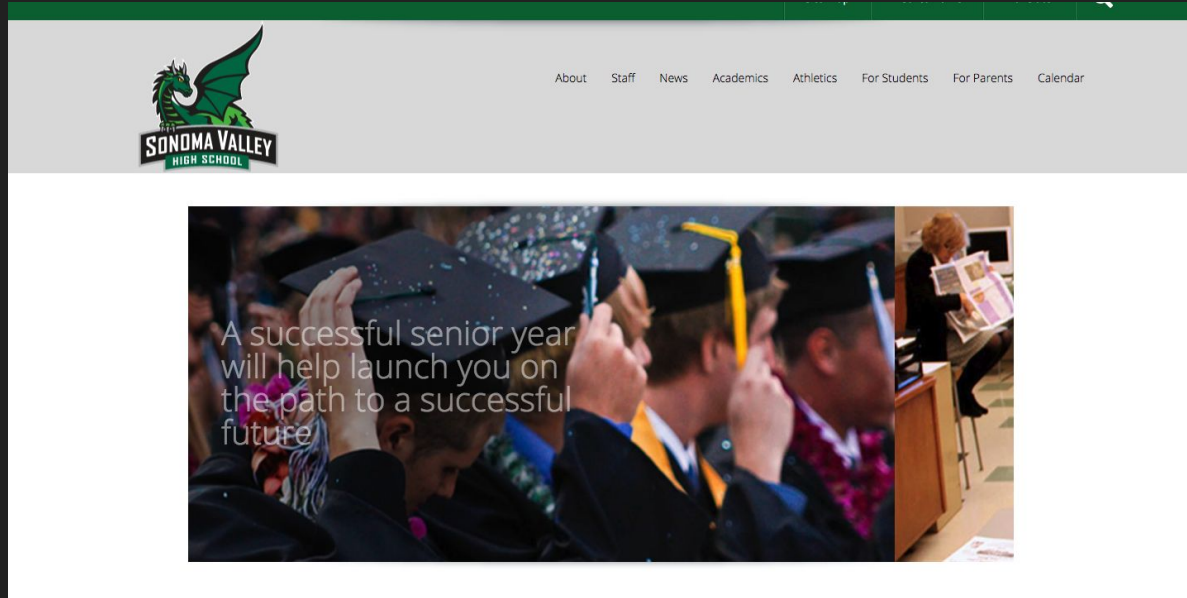 About Staff News Academics Athletics For Students For Parents Calendar
SONOMA VALLEY
HIGH SCHOOL
A successful senior year
will help launch you on
the path to a successful
future